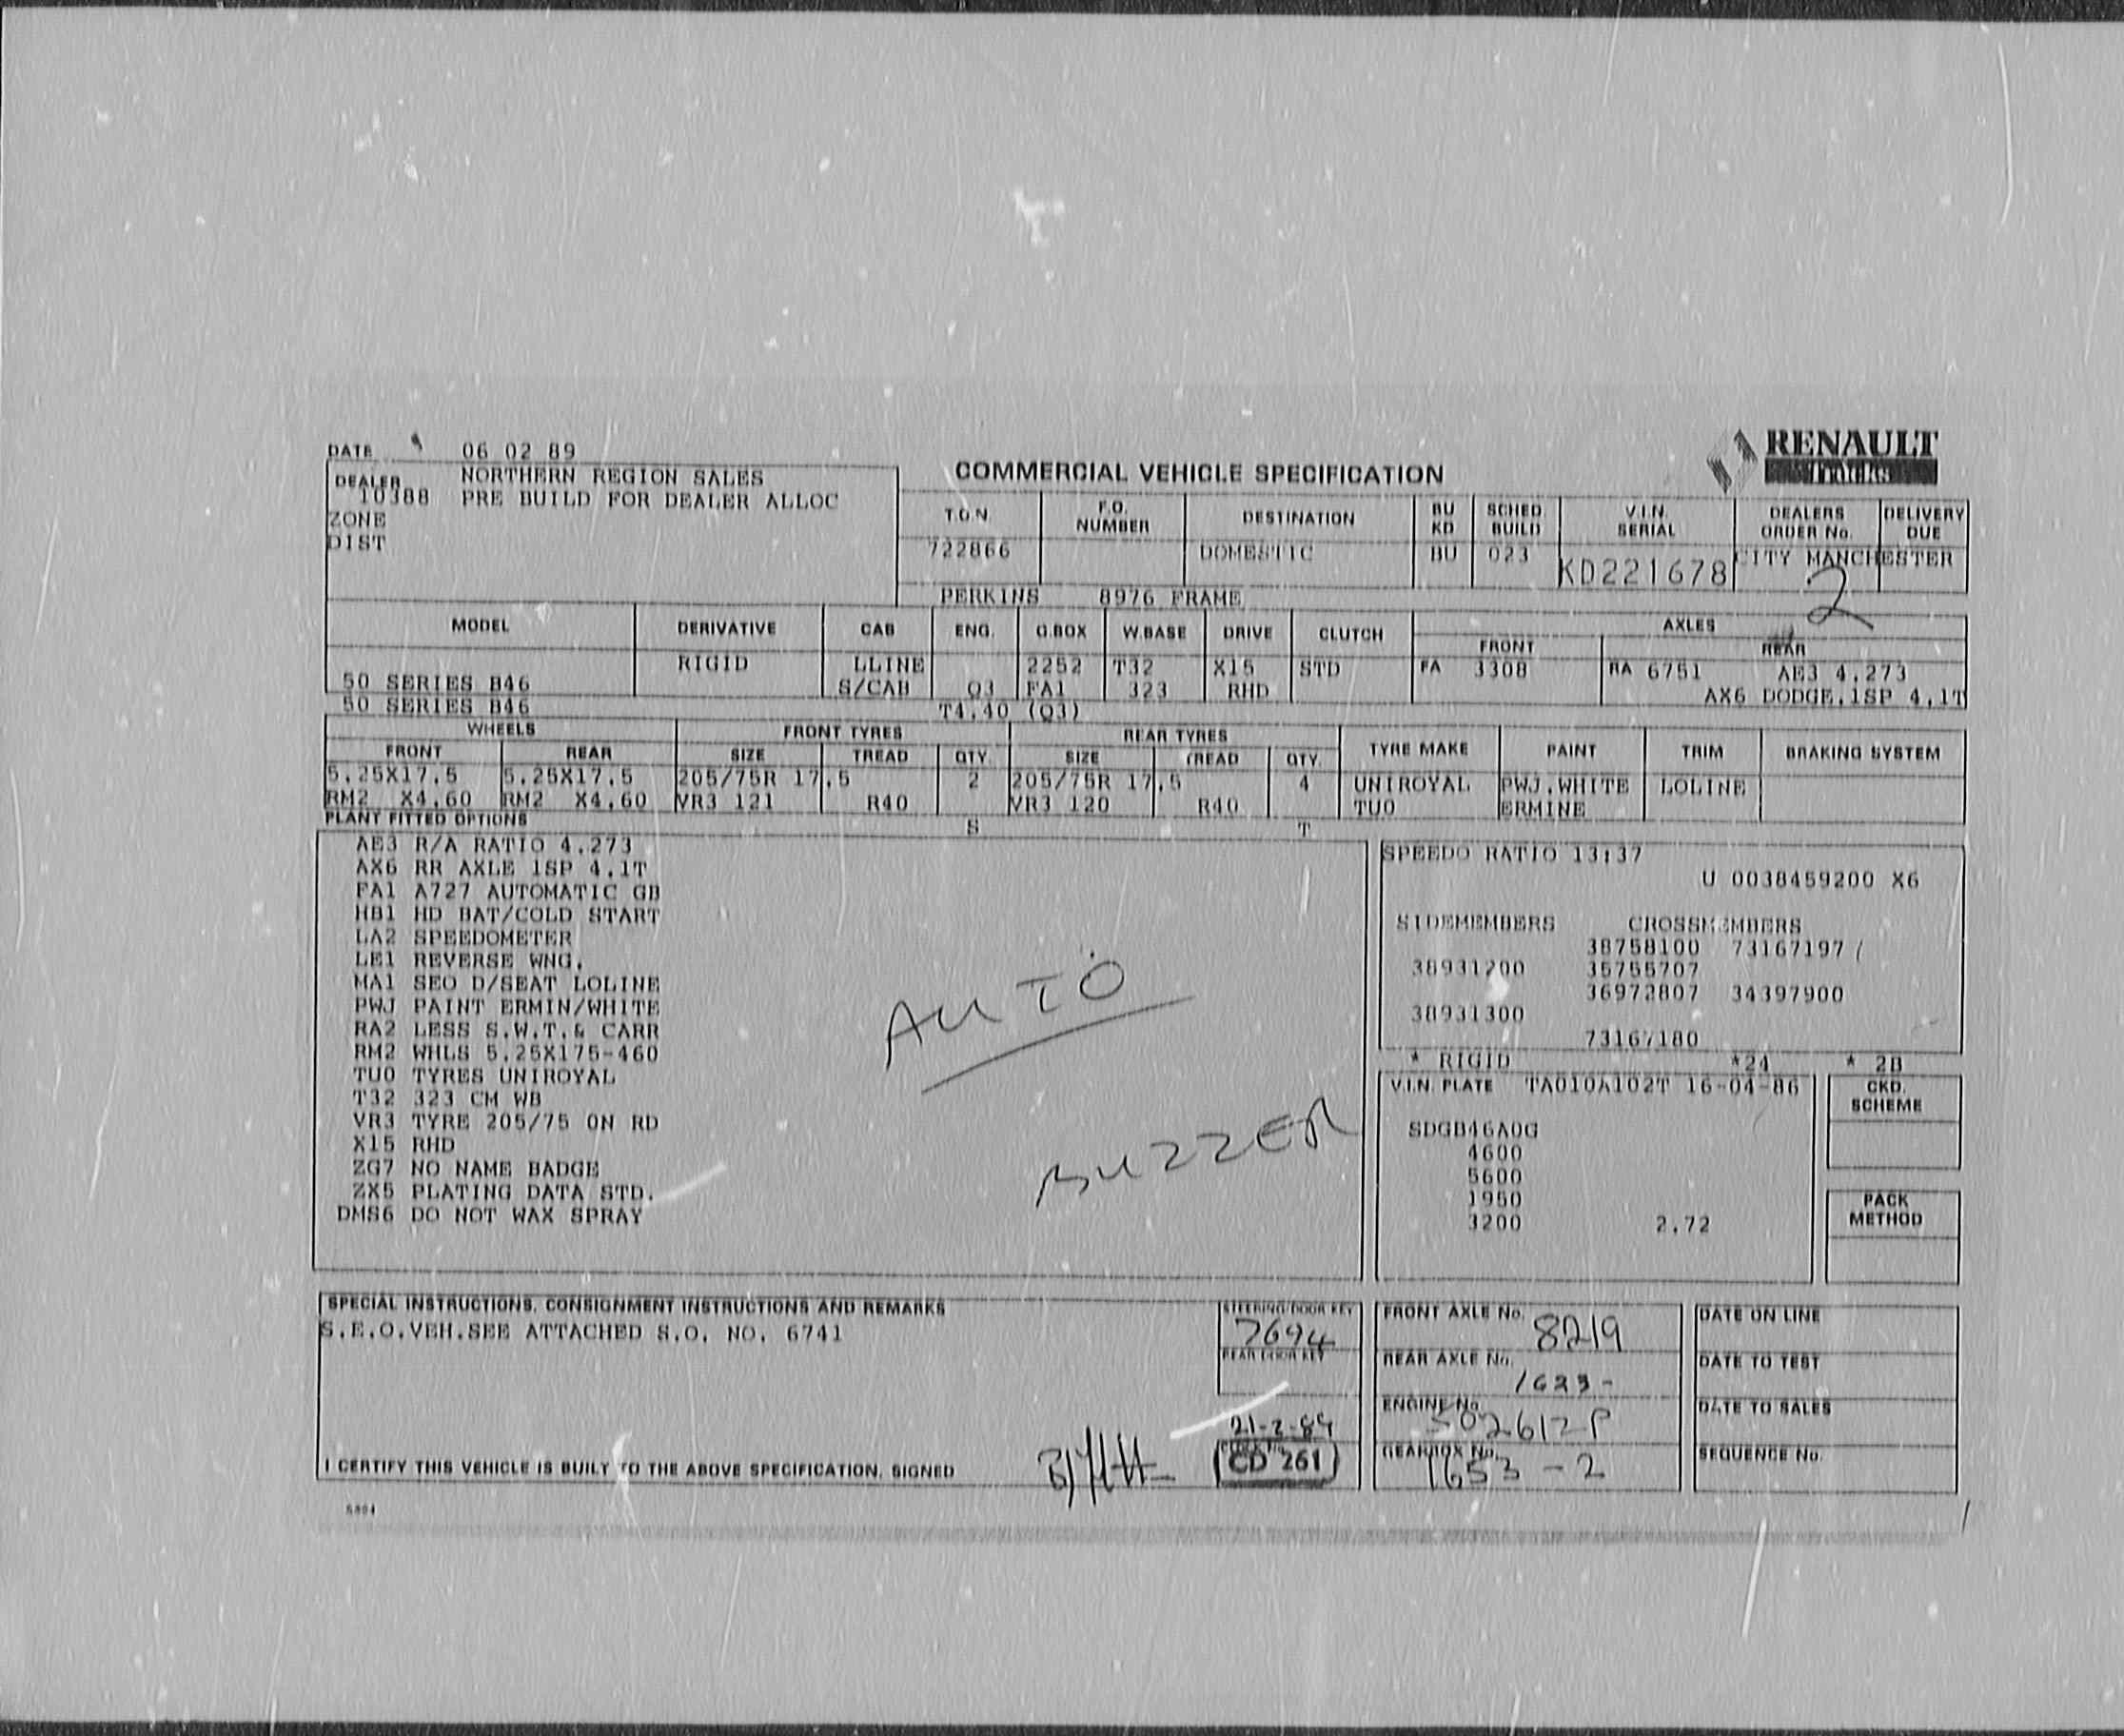 DATE 06 02 89
RENAULT
Trucks
DEALER NORTHERN REGION SALES
10388 PRE BUILD FOR DEALER ALLOC
ZONE
DIST
COMMERCIAL VEHICLE SPECIFICATION
T.O.N. F.O. NUMBER DESTINATION BU KD SCHED BUILD V.I.N. SERIAL DEALERS ORDER No. DELIVERY DUE
722866 DOMESTIC BU 023 KD221678 CITY MANCHESTER
2
PERKINS 8976 FRAME
MODEL DERIVATIVE CAB ENG. G.BOX W.BASE DRIVE CLUTCH AXLES
FRONT REAR
RIGID LLINE 2252 T32 X15 STD FA 3308 RA 6751 AE3 4.273
50 SERIES B46 S/CAB Q3 FA1 323 RHD AX6 DODGE,1SP 4.1T
50 SERIES B46 T4.40 (Q3)
WHEELS FRONT TYRES REAR TYRES TYRE MAKE PAINT TRIM BRAKING SYSTEM
FRONT REAR SIZE TREAD QTY. SIZE TREAD QTY.
5.25X17.5 5.25X17.5 205/75R 17.5 2 205/75R 17.5 4 UNIROYAL PWJ.WHITE LOLINE
RM2 X4.60 RM2 X4.60 VR3 121 R40 VR3 120 R40 TU0 ERMINE
PLANT FITTED OPTIONS S T
AE3 R/A RATIO 4.273
AX6 RR AXLE 1SP 4.1T
FA1 A727 AUTOMATIC GB
HB1 HD BAT/COLD START
LA2 SPEEDOMETER
LE1 REVERSE WNG.
MA1 SEO D/SEAT LOLINE
PWJ PAINT ERMIN/WHITE
RA2 LESS S.W.T.& CARR
RM2 WHLS 5.25X175-460
TU0 TYRES UNIROYAL
T32 323 CM WB
VR3 TYRE 205/75 ON RD
X15 RHD
ZG7 NO NAME BADGE
ZX5 PLATING DATA STD.
DMS6 DO NOT WAX SPRAY
AUTO
BUZZER
SPEEDO RATIO 13:37
U 0038459200 X6
SIDEMEMBERS CROSSMEMBERS
38758100 73167197 /
38931200 35755707
36972807 34397900
38931300
73167180
* RIGID *24 * 2B
V.I.N. PLATE TA010A102T 16-04-86
SDGB46A0G
4600
5600
1950
3200 2.72
CKD. SCHEME
PACK METHOD
SPECIAL INSTRUCTIONS, CONSIGNMENT INSTRUCTIONS AND REMARKS
S.E.O.VEH.SEE ATTACHED S.O. NO. 6741
STEERING/DOOR KEY
7694
REAR DOOR KEY
21-2-89
CD 261
I CERTIFY THIS VEHICLE IS BUILT TO THE ABOVE SPECIFICATION. SIGNED
FRONT AXLE No. 8219
REAR AXLE No. 1623-
ENGINE No. 502612P
GEARBOX No. 1653 - 2
DATE ON LINE
DATE TO TEST
DATE TO SALES
SEQUENCE No.